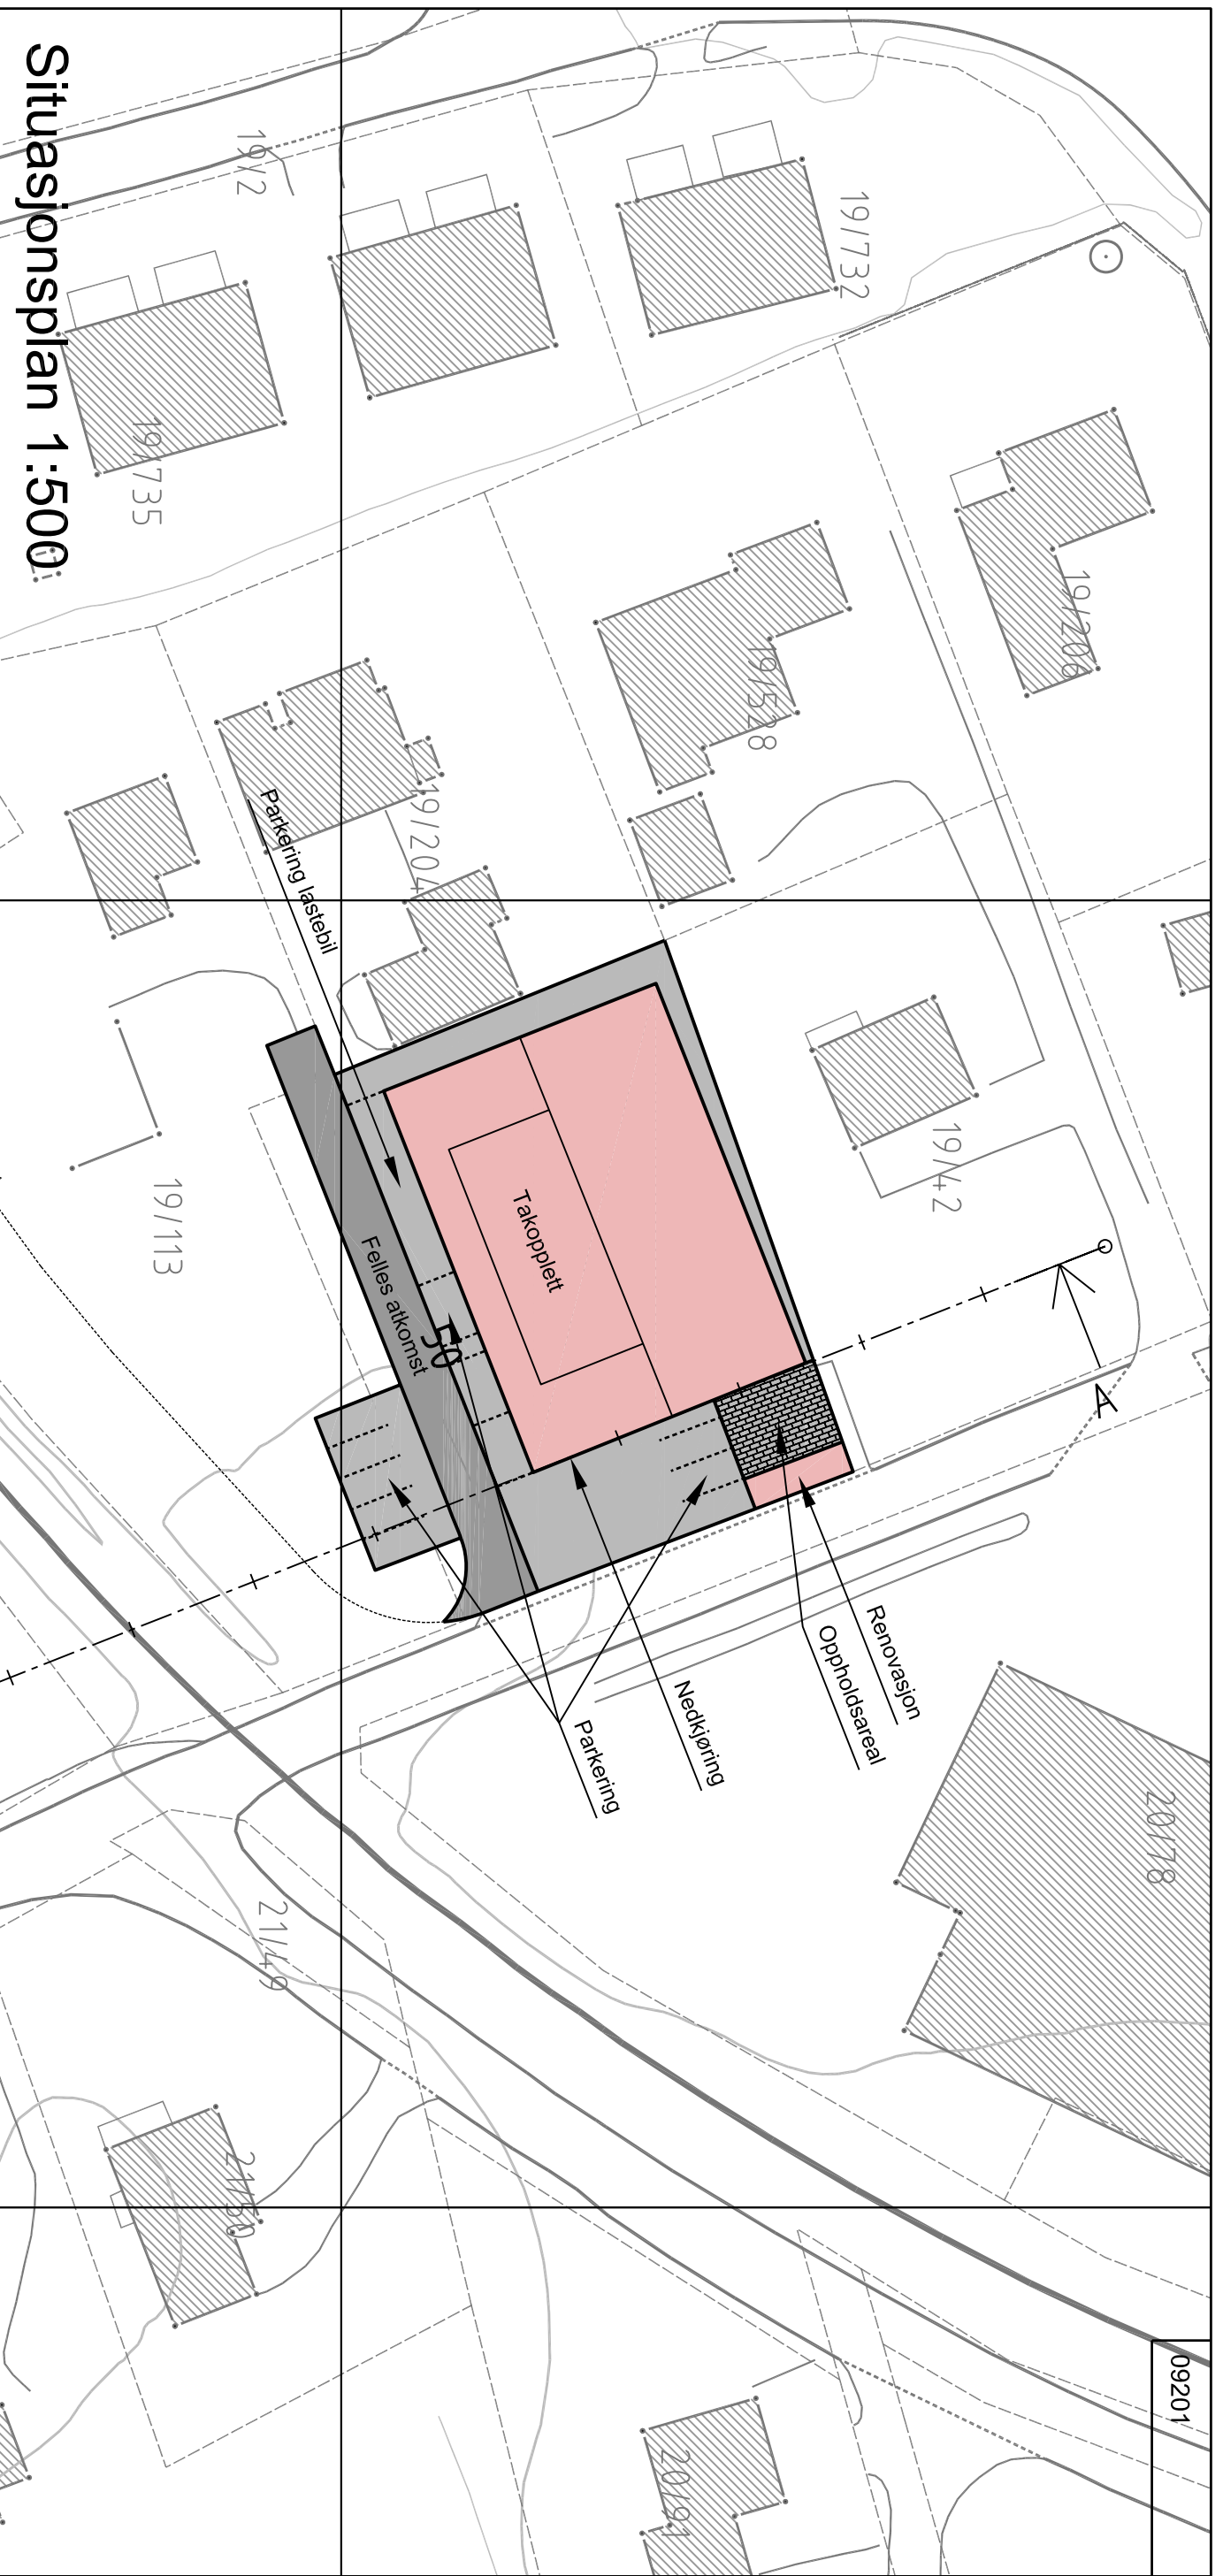 Situasjonsplan 1:500
09201
19/2
19/732
19/735
19/206
19/528
19/204
Parkering lastebil
19/42
19/113
Takopplett
Felles atkomst
50
A
Renovasjon
Oppholdsareal
Nedkjøring
Parkering
20/78
21/49
21/50
20/91